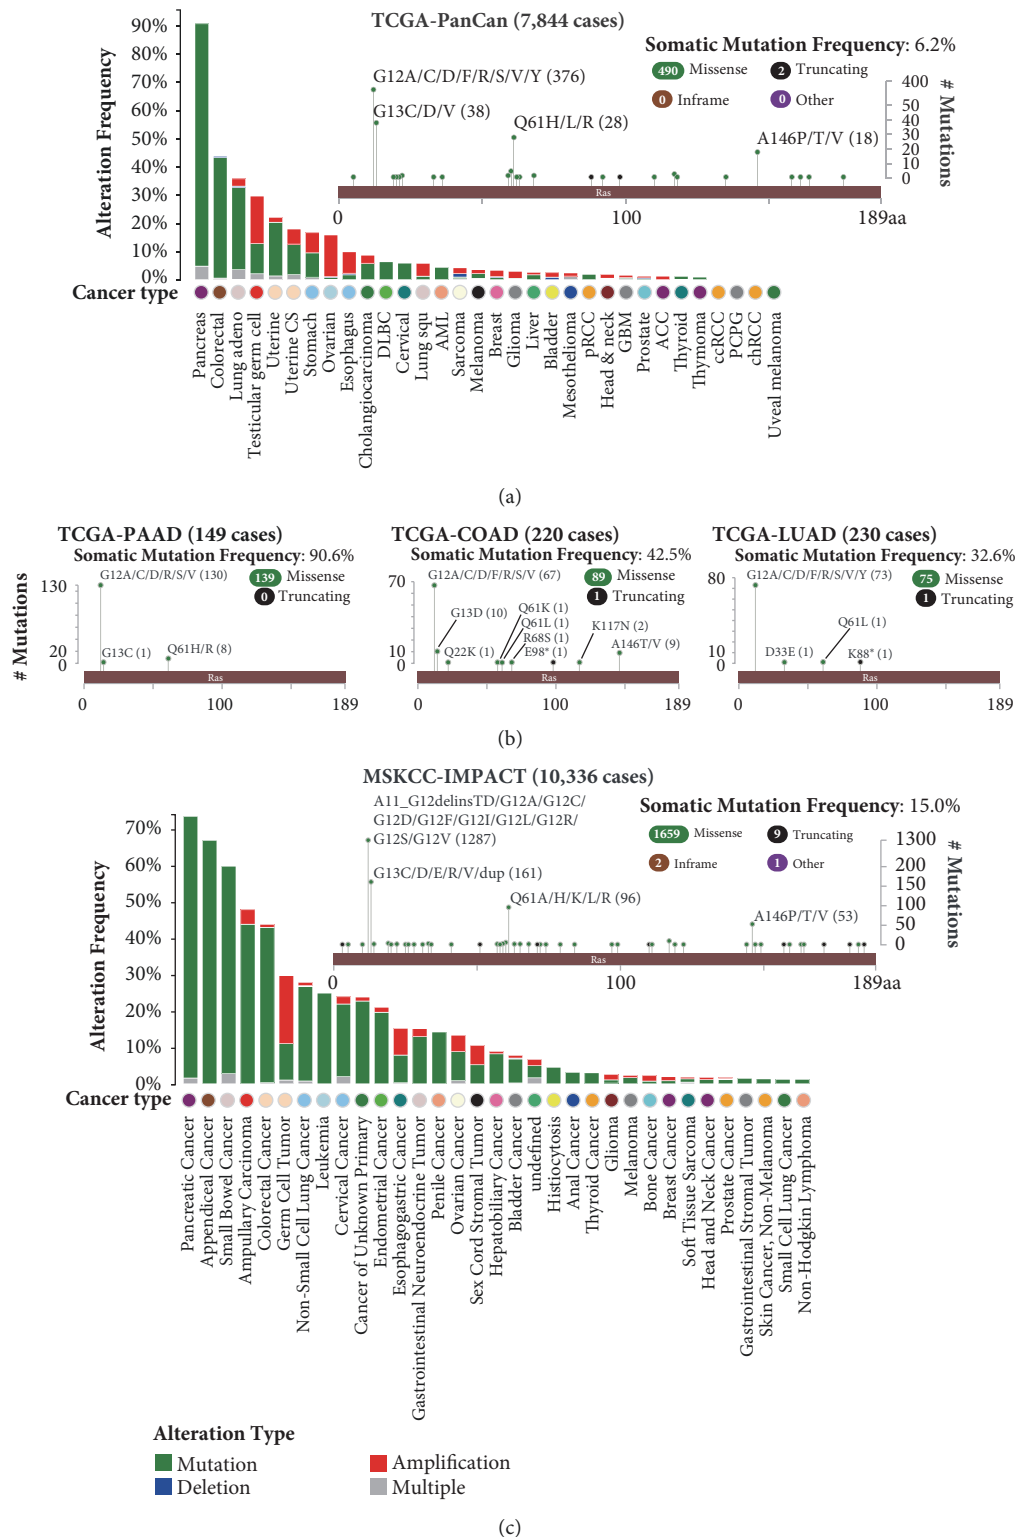 TCGA-PanCan (7,844 cases)
Somatic Mutation Frequency: 6.2%
490 Missense
2 Truncating
0 Inframe
0 Other
Alteration Frequency
90%
80%
70%
60%
50%
40%
30%
20%
10%
0%
G12A/C/D/F/R/S/V/Y (376)
G13C/D/V (38)
Q61H/L/R (28)
A146P/T/V (18)
400
50
40
30
20
10
0
# Mutations
Ras
0
100
189aa
Cancer type
Pancreas
Colorectal
Lung adeno
Testicular germ cell
Uterine
Uterine CS
Stomach
Ovarian
Esophagus
Cholangiocarcinoma
DLBC
Cervical
Lung squ
AML
Sarcoma
Melanoma
Breast
Glioma
Liver
Bladder
Mesothelioma
pRCC
Head & neck
GBM
Prostate
ACC
Thyroid
Thymoma
ccRCC
PCPG
chRCC
Uveal melanoma
(a)
TCGA-PAAD (149 cases)
Somatic Mutation Frequency: 90.6%
G12A/C/D/R/S/V (130)
139 Missense
0 Truncating
# Mutations
130
20
0
G13C (1)
Q61H/R (8)
Ras
0
100
189
TCGA-COAD (220 cases)
Somatic Mutation Frequency: 42.5%
G12A/C/D/F/R/S/V (67)
89 Missense
1 Truncating
70
10
0
G13D (10)
Q61K (1)
Q61L (1)
R68S (1)
Q22K (1)
E98* (1)
K117N (2)
A146T/V (9)
Ras
0
100
189
TCGA-LUAD (230 cases)
Somatic Mutation Frequency: 32.6%
G12A/C/D/F/R/S/V/Y (73)
75 Missense
1 Truncating
80
10
0
Q61L (1)
D33E (1)
K88* (1)
Ras
0
100
189
(b)
MSKCC-IMPACT (10,336 cases)
A11_G12delinsTD/G12A/G12C/
G12D/G12F/G12I/G12L/G12R/
G12S/G12V (1287)
Somatic Mutation Frequency: 15.0%
1659 Missense
9 Truncating
2 Inframe
1 Other
Alteration Frequency
70%
60%
50%
40%
30%
20%
10%
0%
G13C/D/E/R/V/dup (161)
Q61A/H/K/L/R (96)
A146P/T/V (53)
1300
200
150
100
50
0
# Mutations
Ras
0
100
189aa
Cancer type
Pancreatic Cancer
Appendiceal Cancer
Small Bowel Cancer
Ampullary Carcinoma
Colorectal Cancer
Germ Cell Tumor
Non-Small Cell Lung Cancer
Leukemia
Cervical Cancer
Cancer of Unknown Primary
Endometrial Cancer
Esophagogastric Cancer
Gastrointestinal Neuroendocrine Tumor
Penile Cancer
Ovarian Cancer
Sex Cord Stromal Tumor
Hepatobiliary Cancer
Bladder Cancer
undefined
Histiocytosis
Anal Cancer
Thyroid Cancer
Glioma
Melanoma
Bone Cancer
Breast Cancer
Soft Tissue Sarcoma
Head and Neck Cancer
Prostate Cancer
Gastrointestinal Stromal Tumor
Skin Cancer, Non-Melanoma
Small Cell Lung Cancer
Non-Hodgkin Lymphoma
Alteration Type
Mutation
Amplification
Deletion
Multiple
(c)